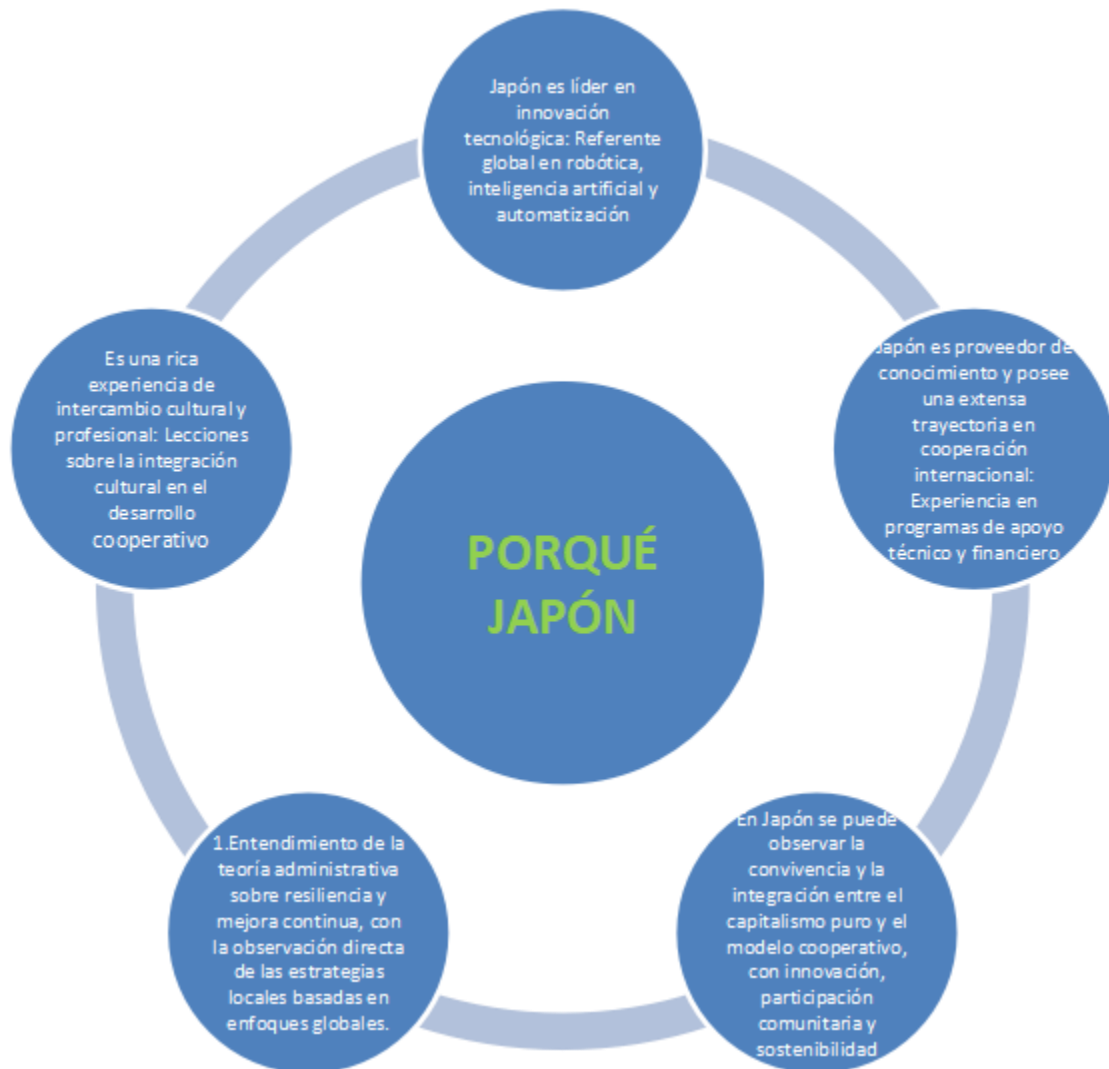 Japón es líder en
innovación
tecnológica: Referente
global en robótica,
inteligencia artificial y
automatización
Japón es proveedor de
conocimiento y posee
una extensa
trayectoria en
cooperación
internacional:
Experiencia en
programas de apoyo
técnico y financiero
En Japón se puede
observar la
convivencia y la
integración entre el
capitalismo puro y el
modelo cooperativo,
con innovación,
participación
comunitaria y
sostenibilidad
1.Entendimiento de la
teoría administrativa
sobre resiliencia y
mejora continua, con
la observación directa
de las estrategias
locales basadas en
enfoques globales.
Es una rica
experiencia de
intercambio cultural y
profesional: Lecciones
sobre la integración
cultural en el
desarrollo
cooperativo
PORQUÉ
JAPÓN